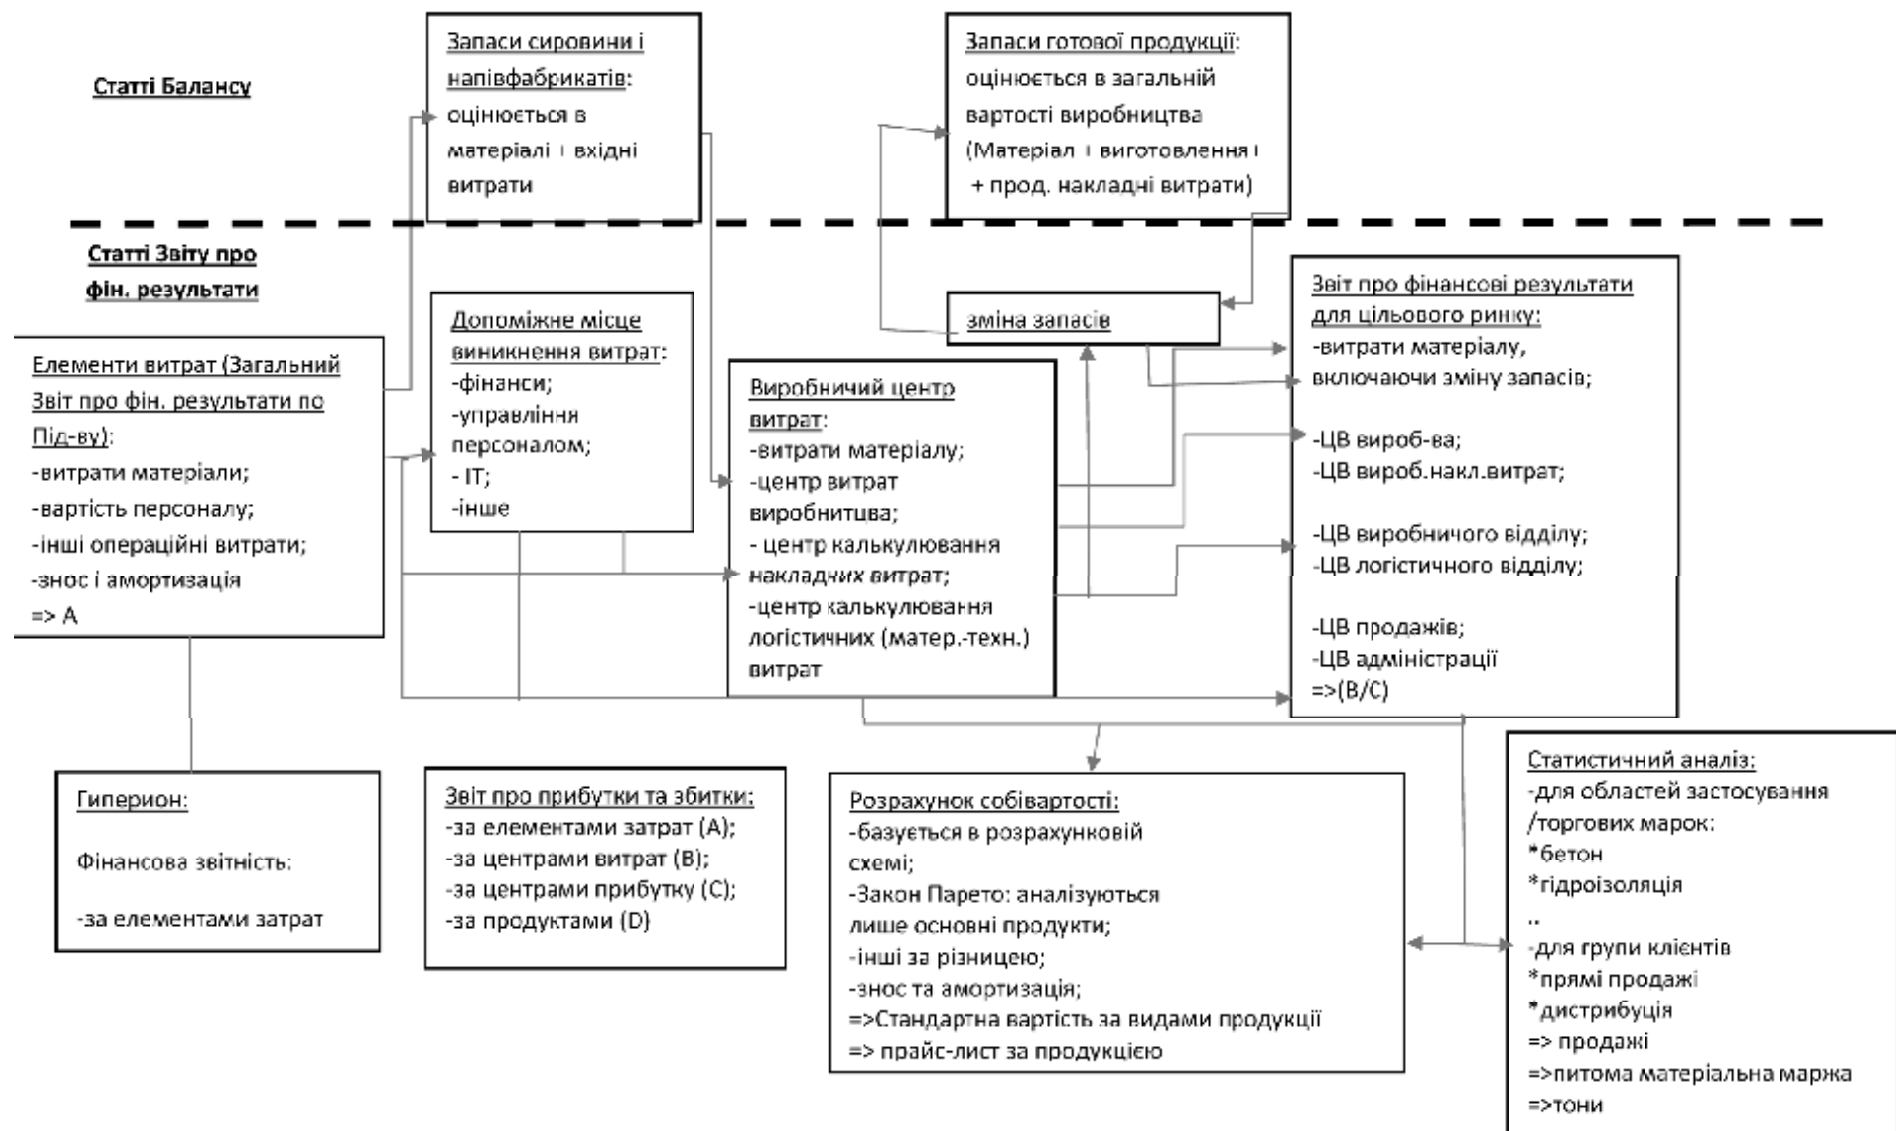 Статті Балансу
Запаси сировини і
напівфабрикатів:
оцінюється в
матеріалі + вхідні
витрати
Запаси готової продукції:
оцінюється в загальній
вартості виробництва
(Матеріал + виготовлення+
+ прод. накладні витрати)
Статті Звіту про
фін. результати
Елементи витрат (Загальний
Звіт про фін. результати по
Під-ву):
-витрати матеріали;
-вартість персоналу;
-інші операційні витрати;
-знос і амортизація
=> А
Допоміжне місце
виникнення витрат:
-фінанси;
-управління
персоналом;
- ІТ;
-інше
зміна запасів
Виробничий центр
витрат:
-витрати матеріалу;
-центр витрат
виробнитцва;
- центр калькулювання
накладних витрат;
-центр калькулювання
логістичних (матер.-техн.)
витрат
Звіт про фінансові результати
для цільового ринку:
-витрати матеріалу,
включаючи зміну запасів;
-ЦВ вироб-ва;
-ЦВ вироб.накл.витрат;
-ЦВ виробничого відділу;
-ЦВ логістичного відділу;
-ЦВ продажів;
-ЦВ адміністрації
=>(В/С)
Гиперион:
Фінансова звітність:
-за елементами затрат
Звіт про прибутки та збитки:
-за елементами затрат (А);
-за центрами витрат (В);
-за центрами прибутку (С);
-за продуктами (D)
Розрахунок собівартості:
-базується в розрахунковій
схемі;
-Закон Парето: аналізуються
лише основні продукти;
-інші за різницею;
-знос та амортизація;
=>Стандартна вартість за видами продукції
=> прайс-лист за продукцією
Статистичний аналіз:
-для областей застосування
/торгових марок:
*бетон
*гідроізоляція
..
-для групи клієнтів
*прямі продажі
*дистрибуція
=> продажі
=>питома матеріальна маржа
=>тони